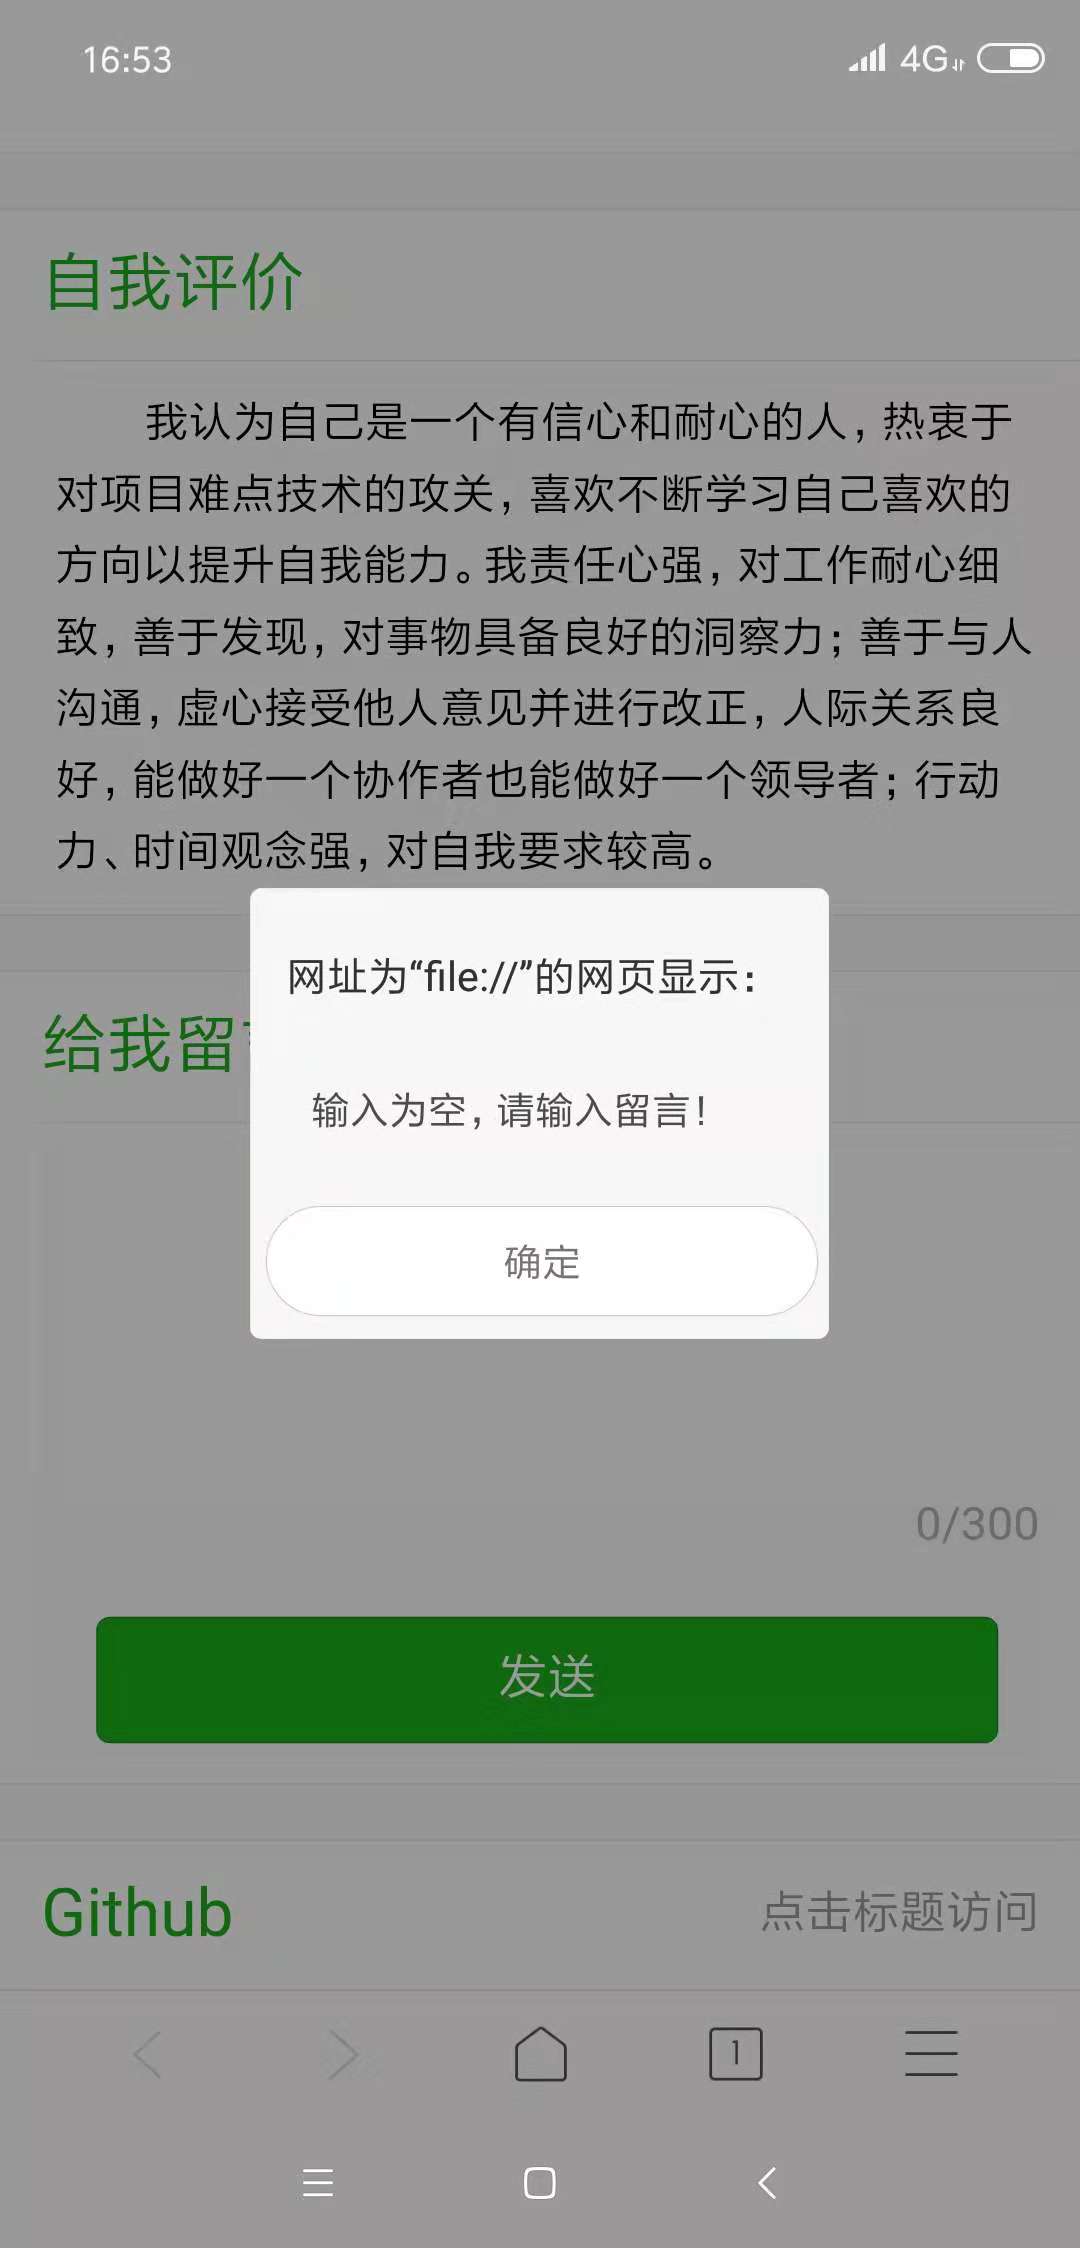 16:53
4G
自我评价
我认为自己是一个有信心和耐心的人，热衷于
对项目难点技术的攻关，喜欢不断学习自己喜欢的
方向以提升自我能力。我责任心强，对工作耐心细
致，善于发现，对事物具备良好的洞察力；善于与人
沟通，虚心接受他人意见并进行改正，人际关系良
好，能做好一个协作者也能做好一个领导者；行动
力、时间观念强，对自我要求较高。
网址为“file://”的网页显示：
给我留
输入为空，请输入留言！
确定
0/300
发送
Github
点击标题访问
1